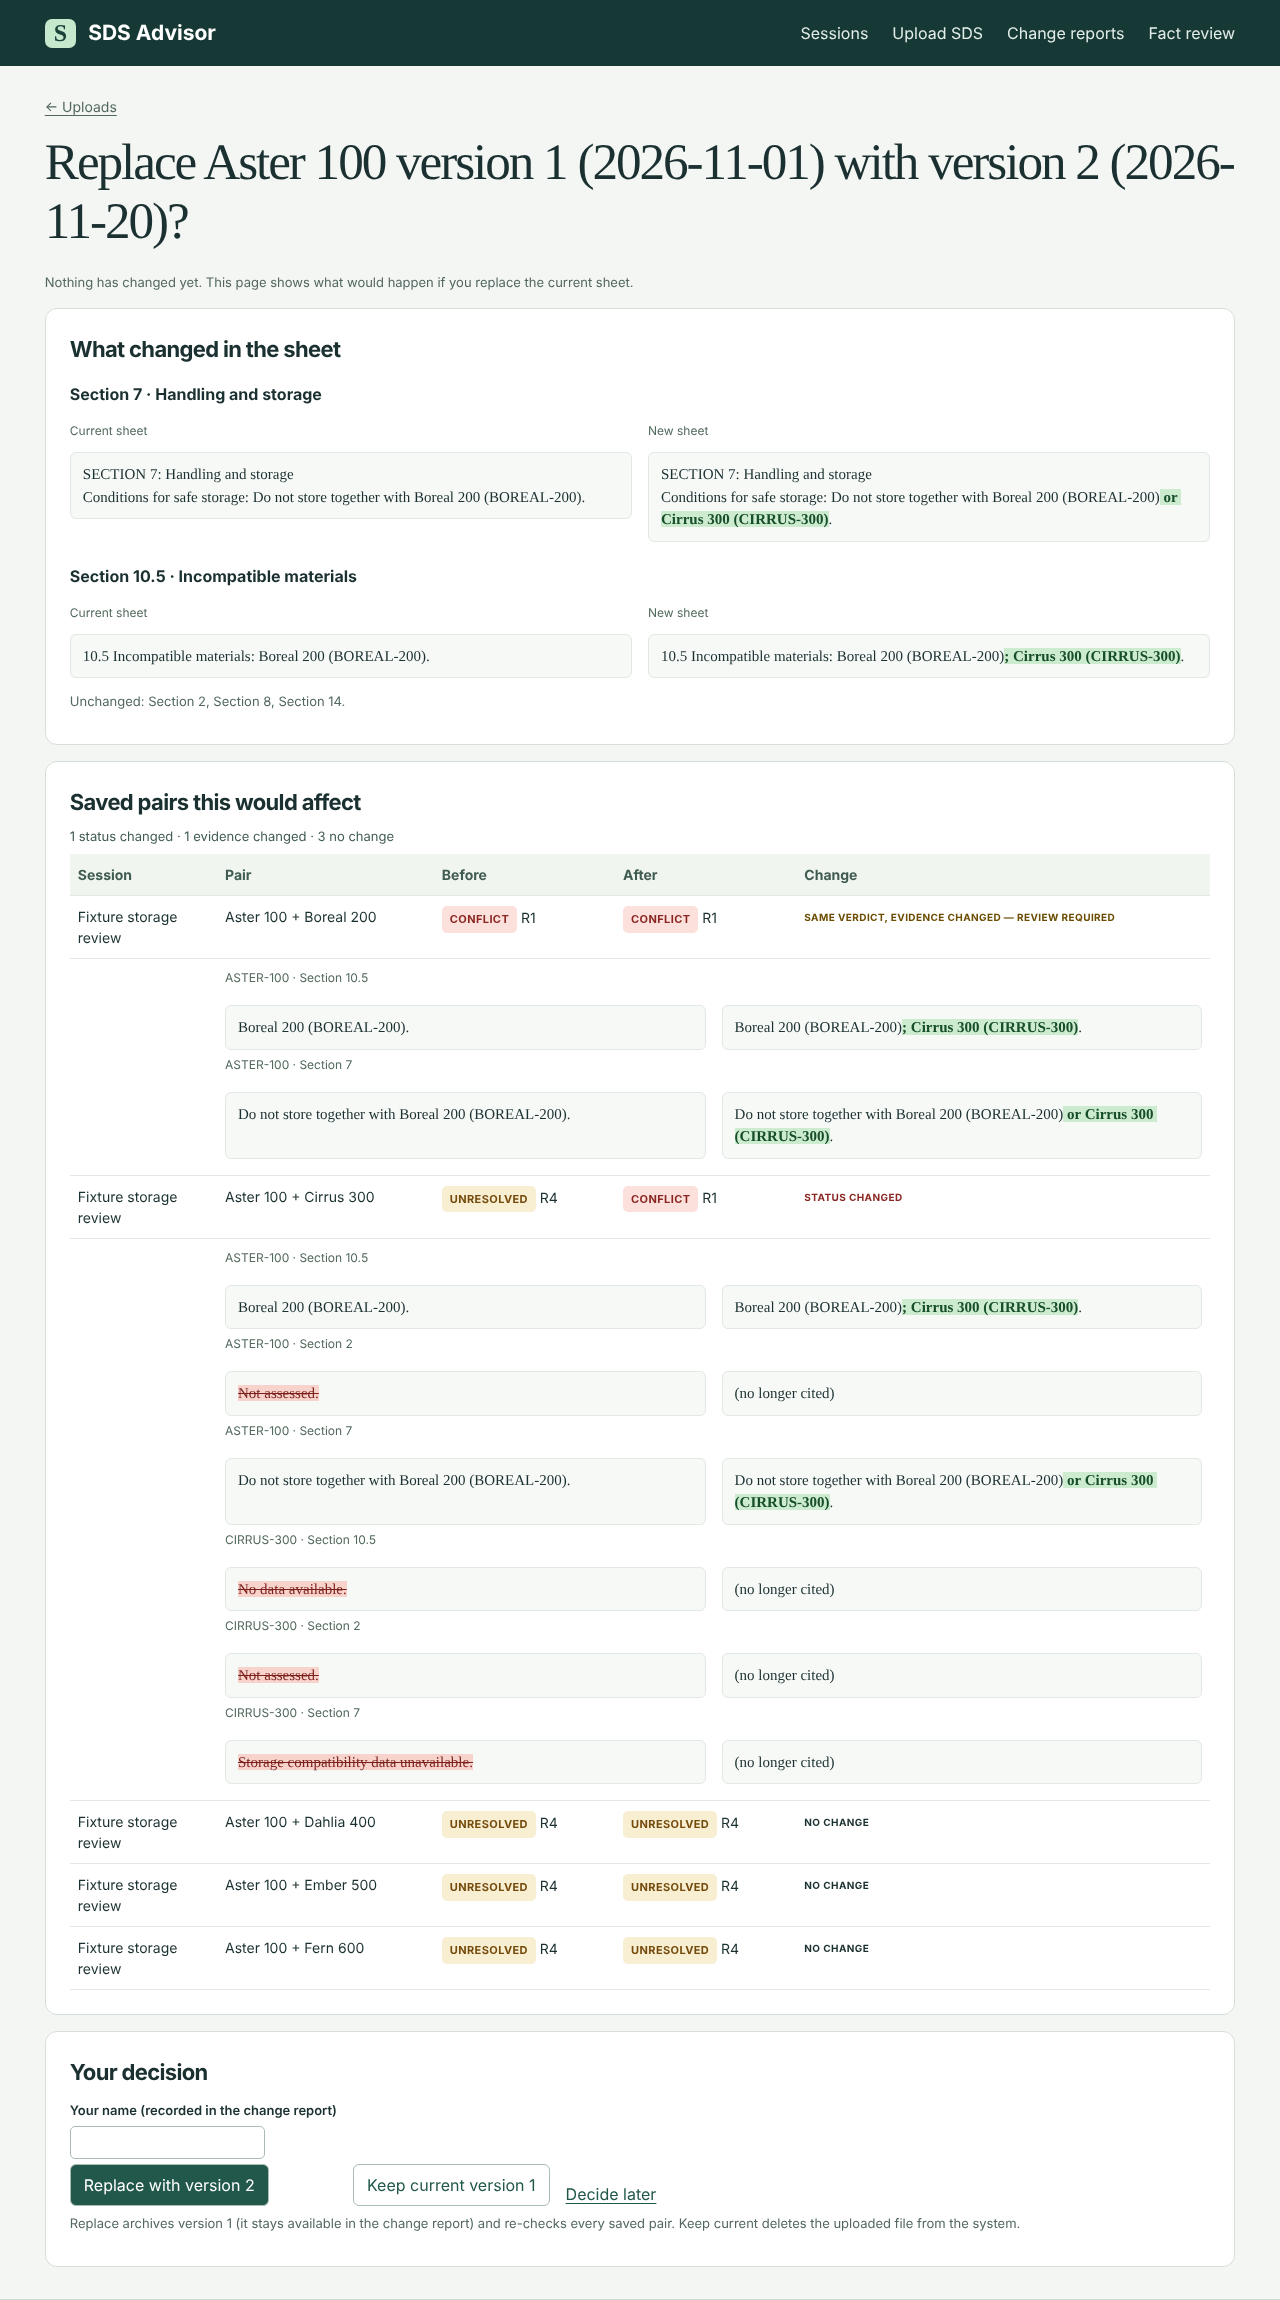 S SDS Advisor Sessions Upload SDS Change reports Fact review
← Uploads
Replace Aster 100 version 1 (2026-11-01) with version 2 (2026-
11-20)?
Nothing has changed yet. This page shows what would happen if you replace the current sheet.
What changed in the sheet
Section 7 · Handling and storage
Current sheet
SECTION 7: Handling and storage
Conditions for safe storage: Do not store together with Boreal 200 (BOREAL-200).
New sheet
SECTION 7: Handling and storage
Conditions for safe storage: Do not store together with Boreal 200 (BOREAL-200) or
Cirrus 300 (CIRRUS-300).
Section 10.5 · Incompatible materials
Current sheet
10.5 Incompatible materials: Boreal 200 (BOREAL-200).
New sheet
10.5 Incompatible materials: Boreal 200 (BOREAL-200); Cirrus 300 (CIRRUS-300).
Unchanged: Section 2, Section 8, Section 14.
Saved pairs this would affect
1 status changed · 1 evidence changed · 3 no change
Session Pair Before After Change
Fixture storage review Aster 100 + Boreal 200 CONFLICT R1 CONFLICT R1 SAME VERDICT, EVIDENCE CHANGED — REVIEW REQUIRED
ASTER-100 · Section 10.5
Boreal 200 (BOREAL-200).
Boreal 200 (BOREAL-200); Cirrus 300 (CIRRUS-300).
ASTER-100 · Section 7
Do not store together with Boreal 200 (BOREAL-200).
Do not store together with Boreal 200 (BOREAL-200) or Cirrus 300
(CIRRUS-300).
Fixture storage review Aster 100 + Cirrus 300 UNRESOLVED R4 CONFLICT R1 STATUS CHANGED
ASTER-100 · Section 10.5
Boreal 200 (BOREAL-200).
Boreal 200 (BOREAL-200); Cirrus 300 (CIRRUS-300).
ASTER-100 · Section 2
Not assessed.
(no longer cited)
ASTER-100 · Section 7
Do not store together with Boreal 200 (BOREAL-200).
Do not store together with Boreal 200 (BOREAL-200) or Cirrus 300
(CIRRUS-300).
CIRRUS-300 · Section 10.5
No data available.
(no longer cited)
CIRRUS-300 · Section 2
Not assessed.
(no longer cited)
CIRRUS-300 · Section 7
Storage compatibility data unavailable.
(no longer cited)
Fixture storage review Aster 100 + Dahlia 400 UNRESOLVED R4 UNRESOLVED R4 NO CHANGE
Fixture storage review Aster 100 + Ember 500 UNRESOLVED R4 UNRESOLVED R4 NO CHANGE
Fixture storage review Aster 100 + Fern 600 UNRESOLVED R4 UNRESOLVED R4 NO CHANGE
Your decision
Your name (recorded in the change report)
Replace with version 2 Keep current version 1 Decide later
Replace archives version 1 (it stays available in the change report) and re-checks every saved pair. Keep current deletes the uploaded file from the system.